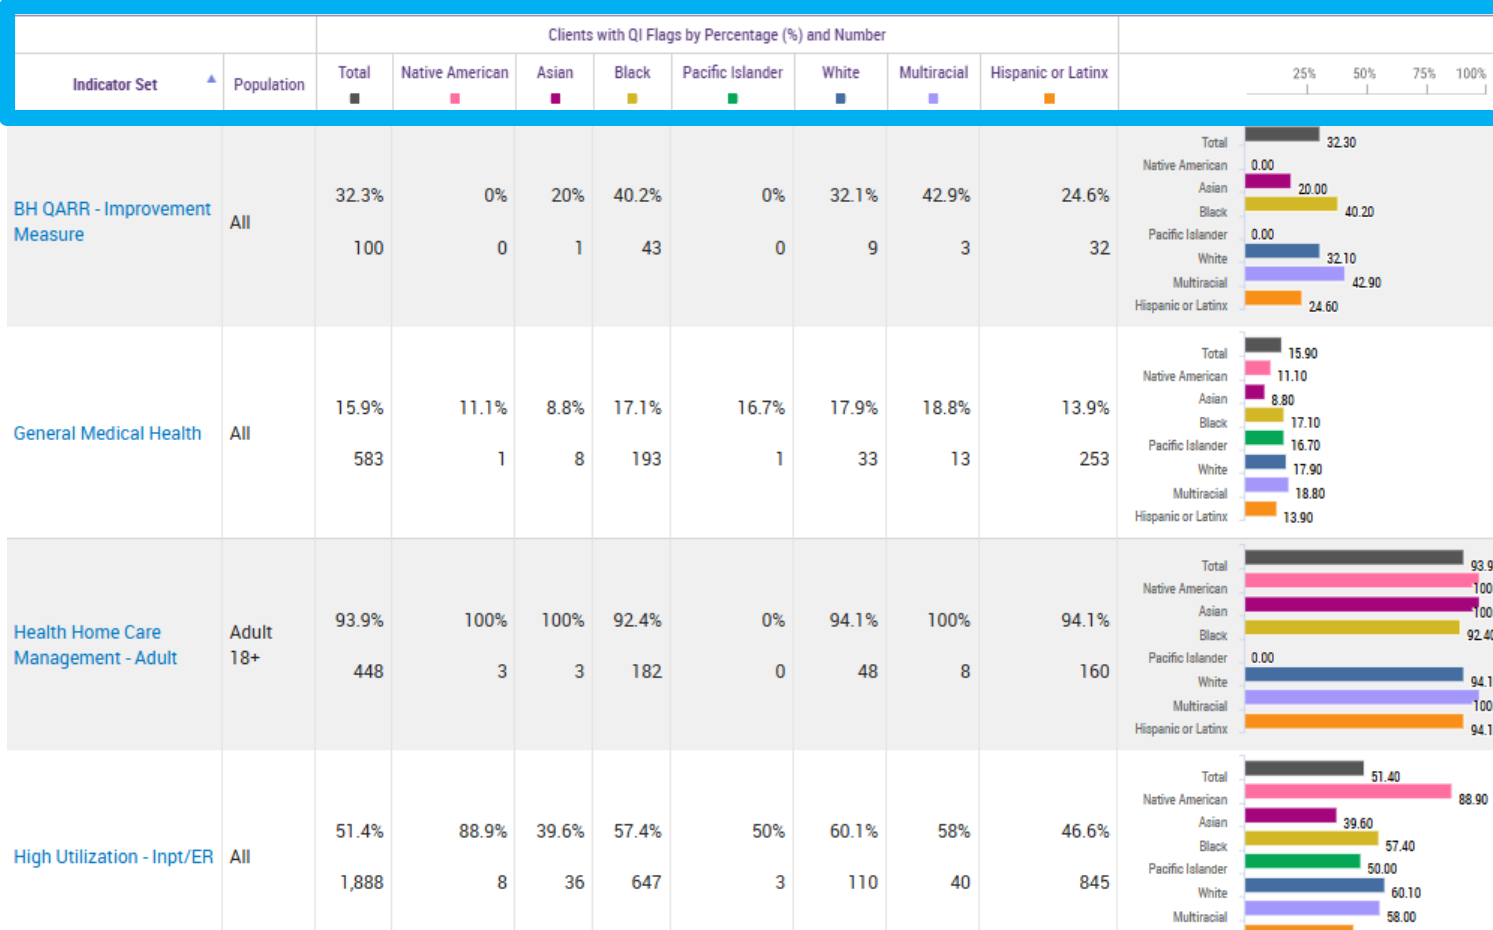 Clients with QI Flags by Percentage (%) and Number
Indicator Set Population Total Native American Asian Black Pacific Islander White Multiracial Hispanic or Latinx 25% 50% 75% 100%
BH QARR - Improvement Measure All
32.3% 0% 20% 40.2% 0% 32.1% 42.9% 24.6%
100 0 1 43 0 9 3 32
Total 32.30
Native American 0.00
Asian 20.00
Black 40.20
Pacific Islander 0.00
White 32.10
Multiracial 42.90
Hispanic or Latinx 24.60
General Medical Health All
15.9% 11.1% 8.8% 17.1% 16.7% 17.9% 18.8% 13.9%
583 1 8 193 1 33 13 253
Total 15.90
Native American 11.10
Asian 8.80
Black 17.10
Pacific Islander 16.70
White 17.90
Multiracial 18.80
Hispanic or Latinx 13.90
Health Home Care Management - Adult Adult 18+
93.9% 100% 100% 92.4% 0% 94.1% 100% 94.1%
448 3 3 182 0 48 8 160
Total 93.9
Native American 100
Asian 100
Black 92.40
Pacific Islander 0.00
White 94.1
Multiracial 100
Hispanic or Latinx 94.1
High Utilization - Inpt/ER All
51.4% 88.9% 39.6% 57.4% 50% 60.1% 58% 46.6%
1,888 8 36 647 3 110 40 845
Total 51.40
Native American 88.90
Asian 39.60
Black 57.40
Pacific Islander 50.00
White 60.10
Multiracial 58.00